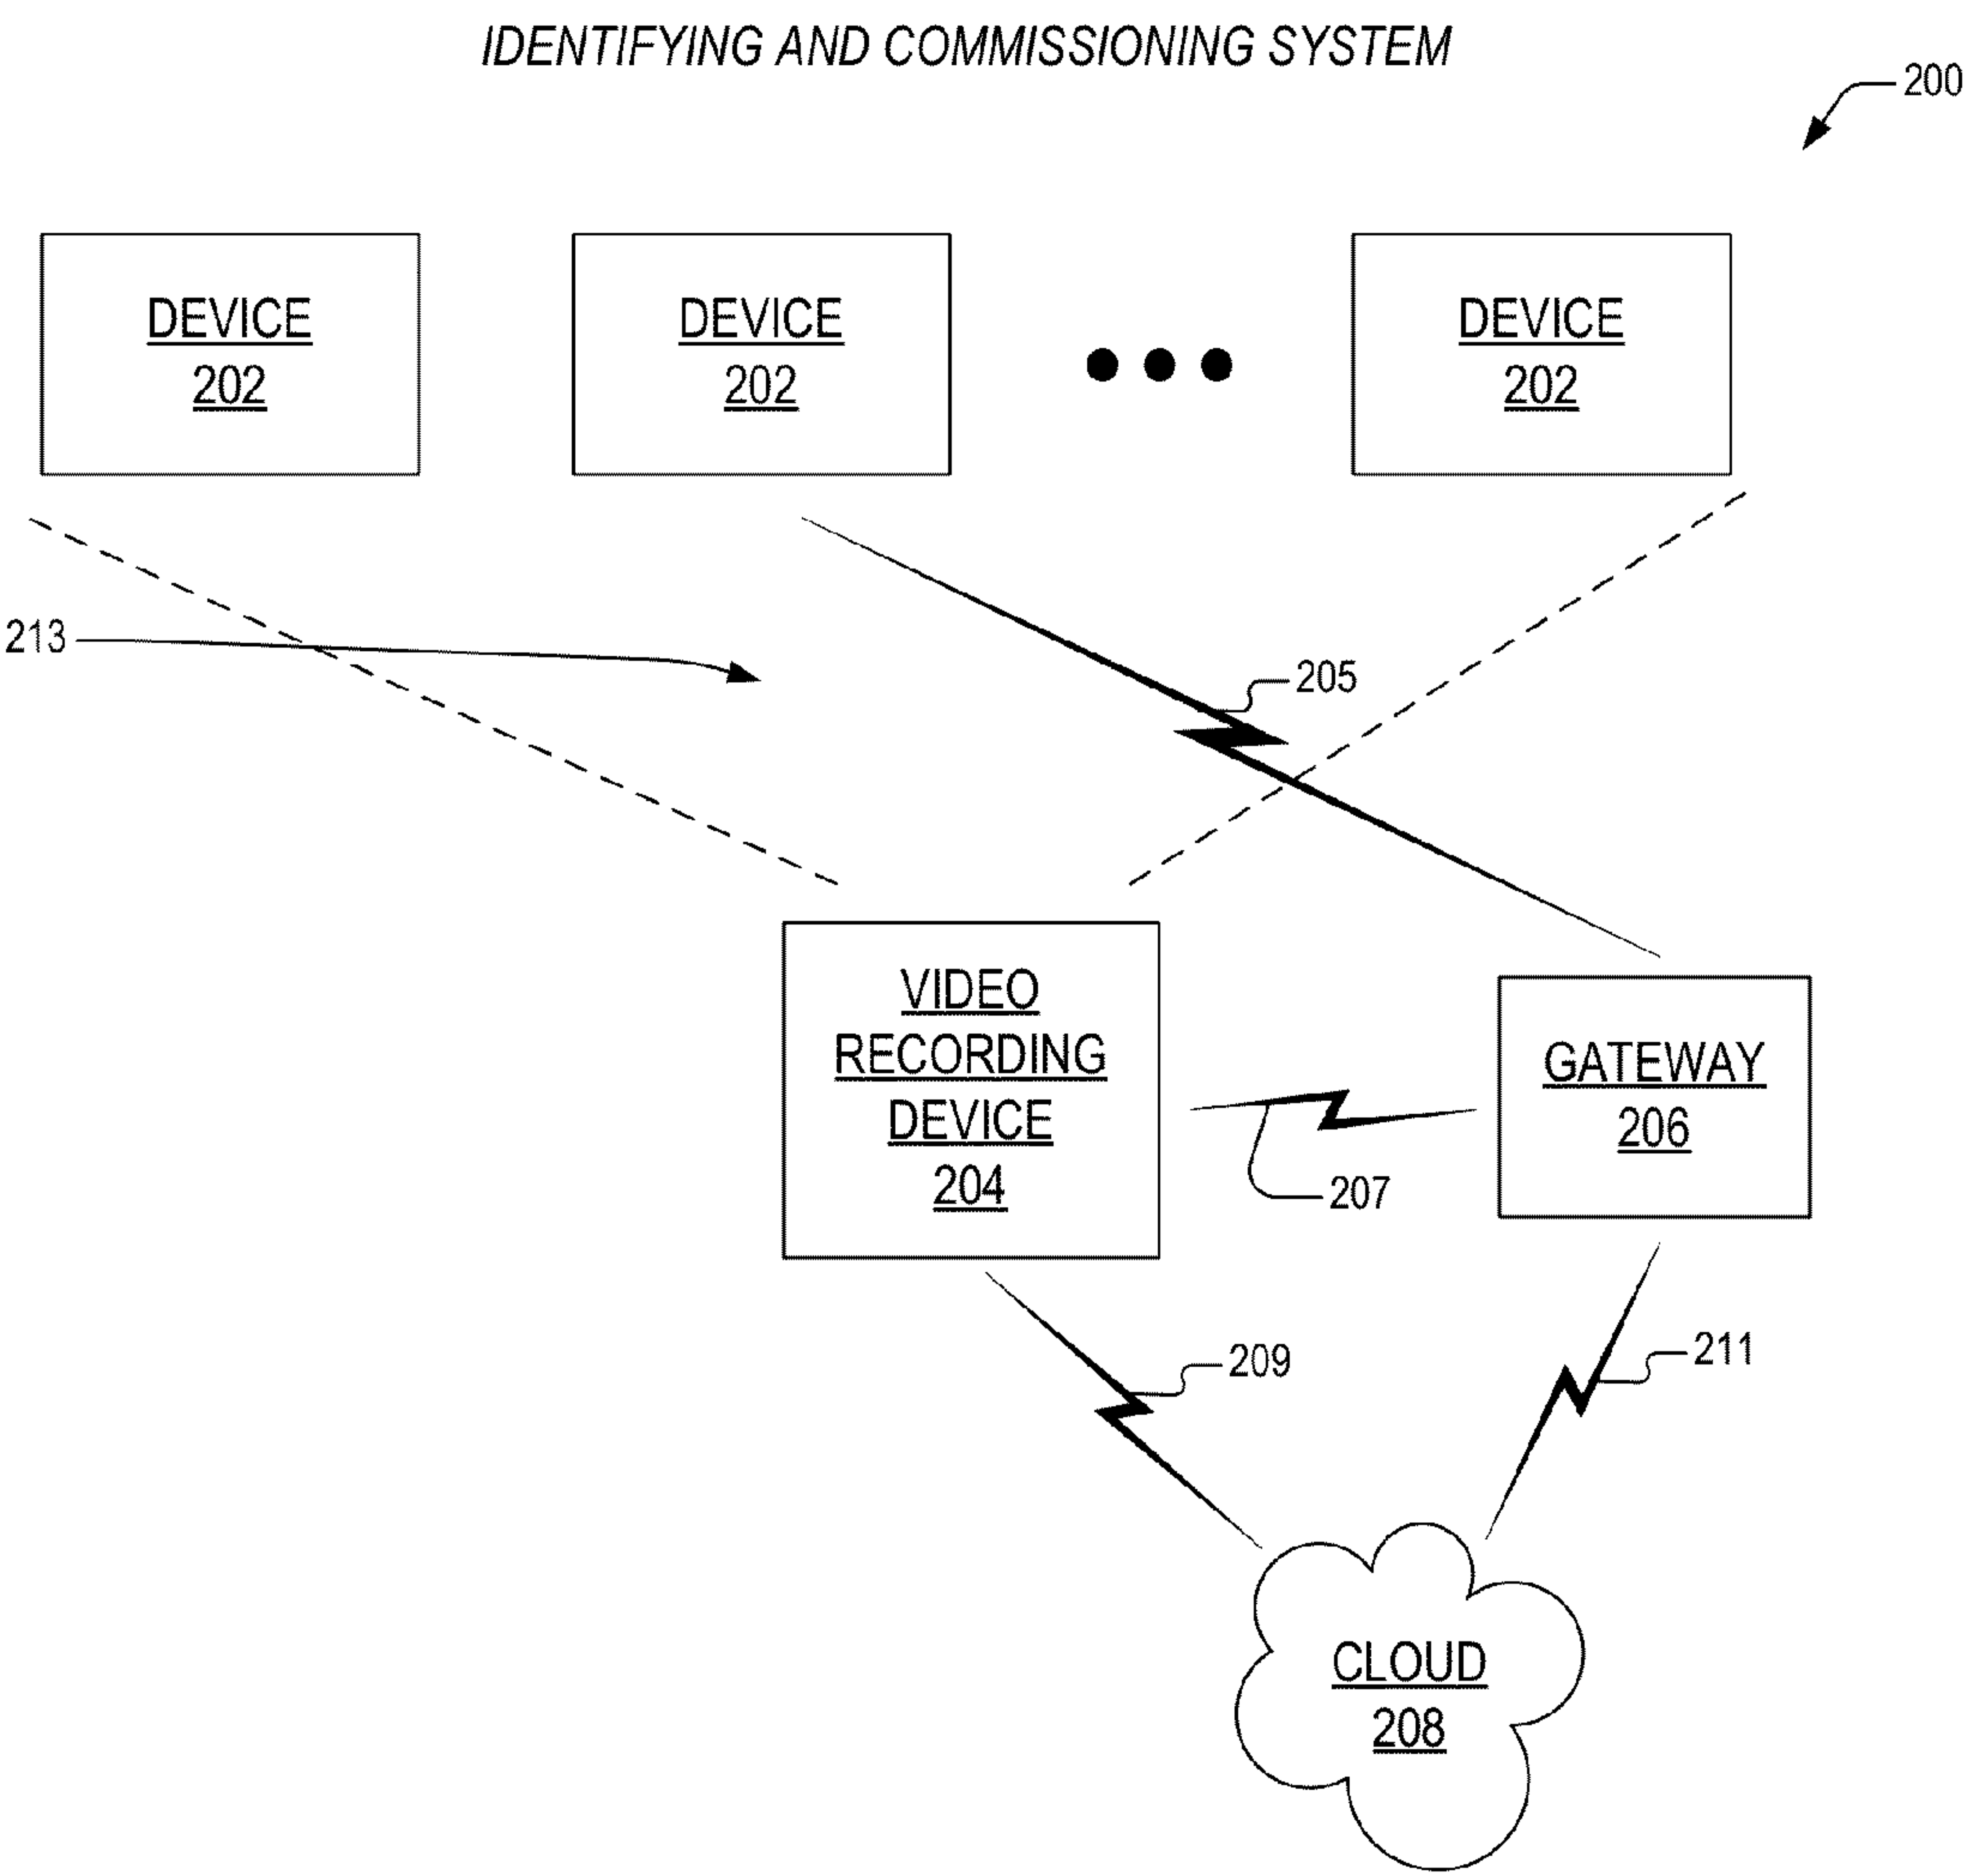 IDENTIFYING AND COMMISSIONING SYSTEM
200
DEVICE
202
DEVICE
202
DEVICE
202
213
205
VIDEO
RECORDING
DEVICE
204
GATEWAY
206
207
209
211
CLOUD
208